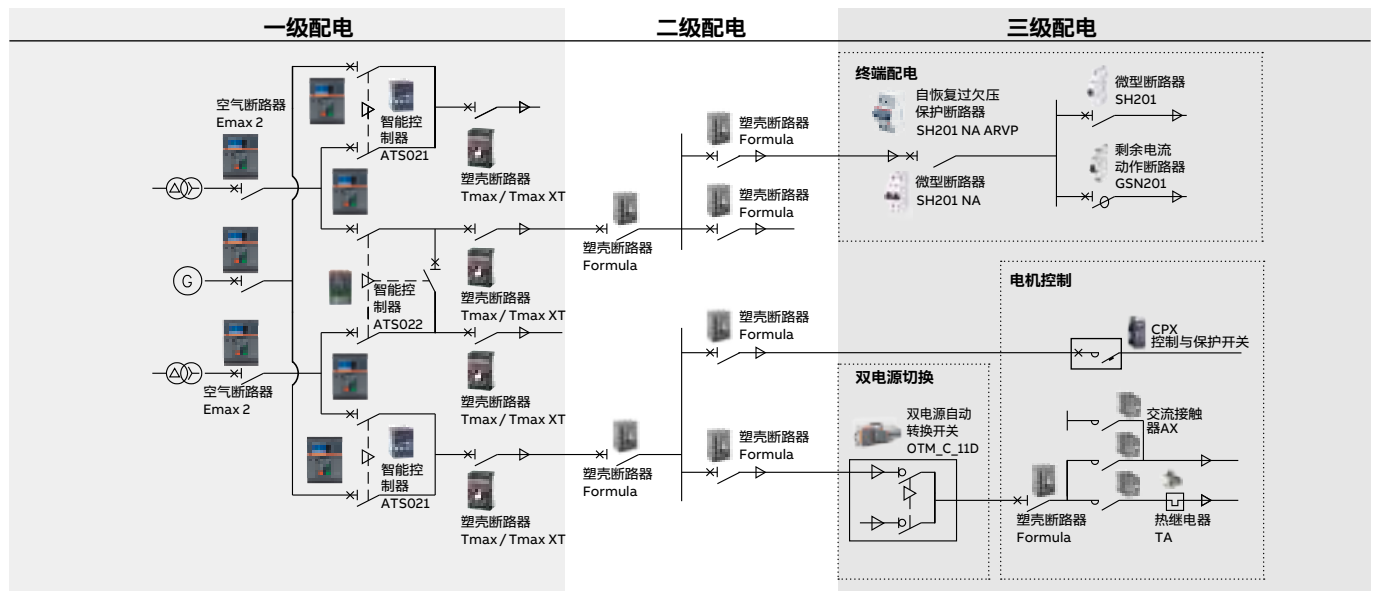 一级配电
二级配电
三级配电
空气断路器
Emax 2
智能控
制器
ATS021
塑壳断路器
Tmax / Tmax XT
G
智能控
制器
ATS022
塑壳断路器
Tmax / Tmax XT
空气断路器
Emax 2
塑壳断路器
Tmax / Tmax XT
智能控
制器
ATS021
塑壳断路器
Tmax / Tmax XT
塑壳断路器
Formula
塑壳断路器
Formula
塑壳断路器
Formula
塑壳断路器
Formula
塑壳断路器
Formula
塑壳断路器
Formula
终端配电
自恢复过欠压
保护断路器
SH201 NA ARVP
微型断路器
SH201 NA
微型断路器
SH201
剩余电流
动作断路器
GSN201
电机控制
CPX
控制与保护开关
双电源切换
双电源自动
转换开关
OTM_C_11D
交流接触
器AX
塑壳断路器
Formula
热继电器
TA